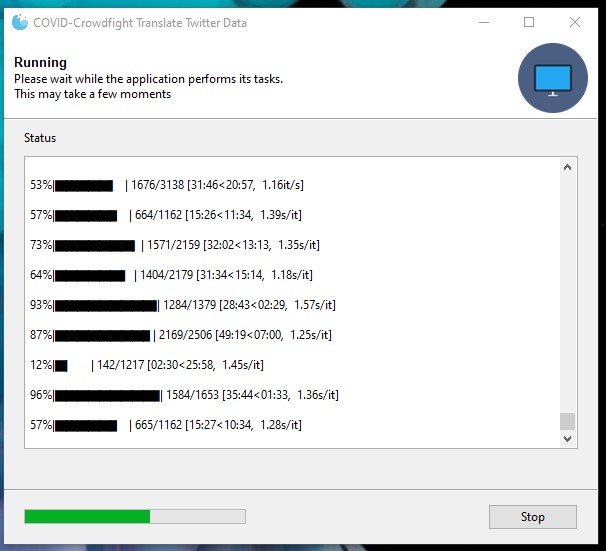 COVID-Crowdfight Translate Twitter Data
Running
Please wait while the application performs its tasks.
This may take a few moments
Status
53%| | 1676/3138 [31:46<20:57, 1.16it/s]
57%| | 664/1162 [15:26<11:34, 1.39s/it]
73%| | 1571/2159 [32:02<13:13, 1.35s/it]
64%| | 1404/2179 [31:34<15:14, 1.18s/it]
93%| | 1284/1379 [28:43<02:29, 1.57s/it]
87%| | 2169/2506 [49:19<07:00, 1.25s/it]
12%| | 142/1217 [02:30<25:58, 1.45s/it]
96%| | 1584/1653 [35:44<01:33, 1.36s/it]
57%| | 665/1162 [15:27<10:34, 1.28s/it]
Stop